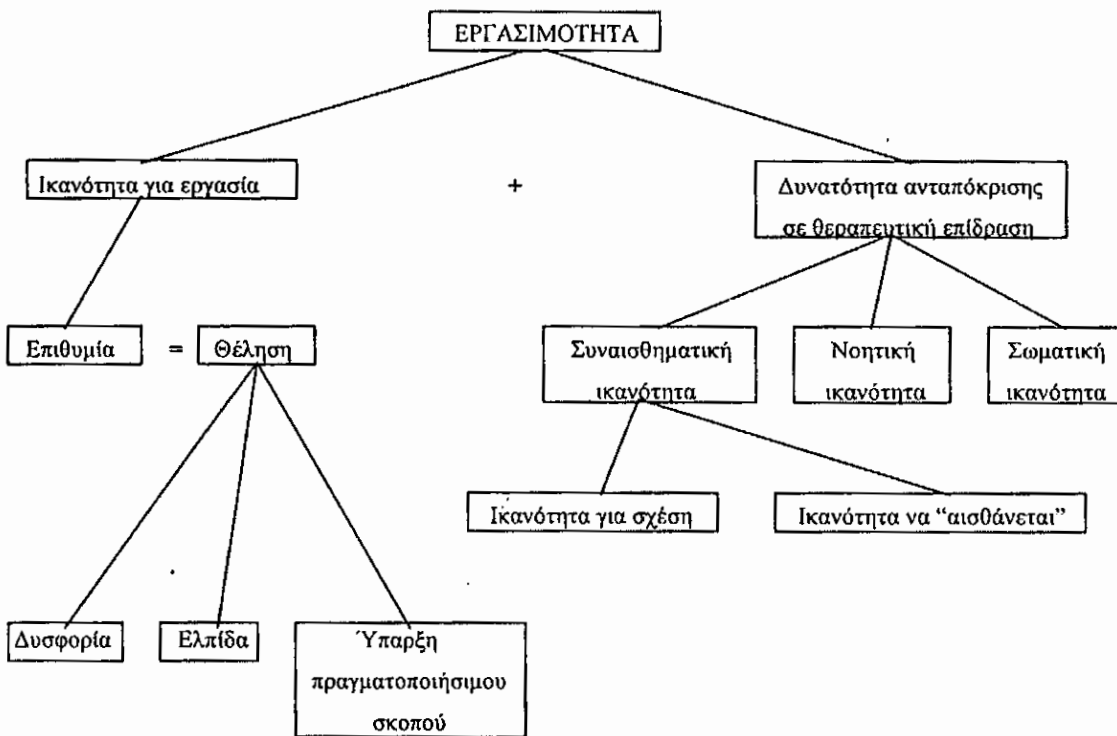 ΕΡΓΑΣΙΜΟΤΗΤΑ
Ικανότητα για εργασία
+
Δυνατότητα ανταπόκρισης
σε θεραπευτική επίδραση
Επιθυμία = Θέληση
Συναισθηματική
ικανότητα
Νοητική
ικανότητα
Σωματική
ικανότητα
Ικανότητα για σχέση
Ικανότητα να “αισθάνεται”
Δυσφορία
Ελπίδα
Ύπαρξη
πραγματοποιήσιμου
σκοπού